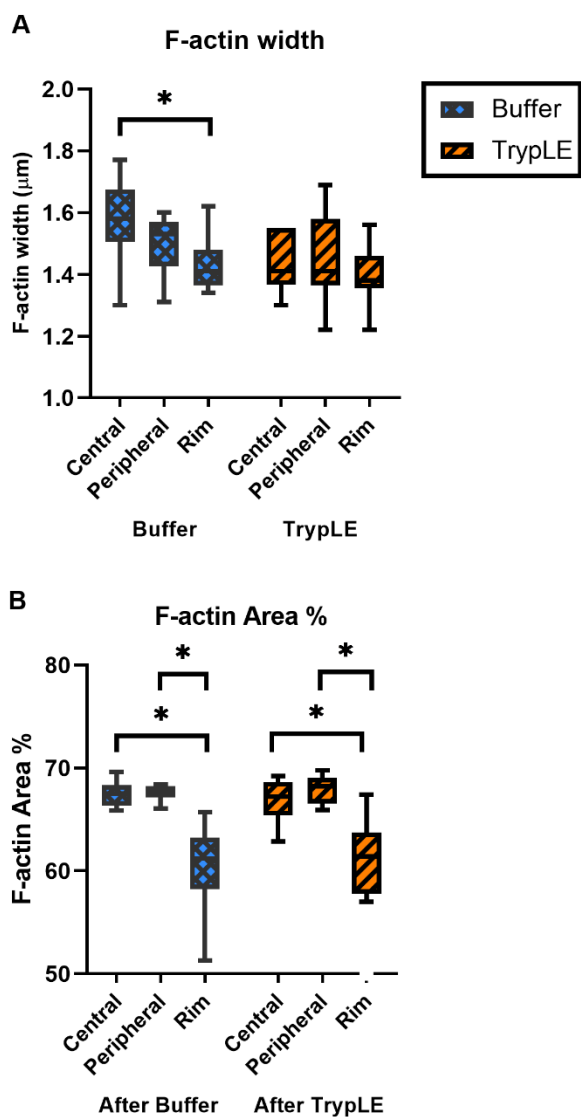 A
F-actin width
F-actin width (μm)
2.0
1.8
1.6
1.4
1.2
1.0
*
Buffer
TrypLE
Central
Peripheral
Rim
Central
Peripheral
Rim
Buffer
TrypLE
B
F-actin Area %
F-actin Area %
80
70
60
50
*
*
*
*
Central
Peripheral
Rim
Central
Peripheral
Rim
After Buffer
After TrypLE